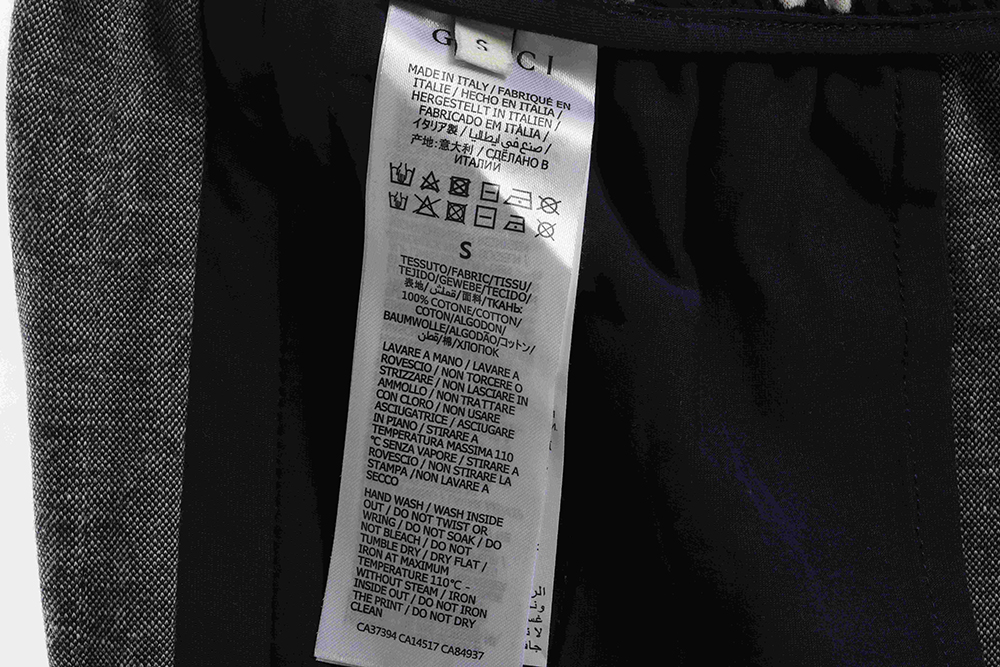 G CCI
S
MADE IN ITALY / FABRIQUÉ EN
ITALIE / HECHO EN ITALIA /
HERGESTELLT IN ITALIEN /
FABRICADO EM ITÀLIA /
イタリア製 / صنع في ايطاليا /
产地: 意大利 / СДЕЛАНО В
ИТАЛИИ
S
TESSUTO/FABRIC/TISSU/
TEJIDO/GEWEBE/TECIDO/
表地/قماش/面料/ТКАНЬ:
100% COTONE/COTTON/
COTON/ALGODON/
BAUMWOLLE/ALGODÃO/コットン/
قطن/棉/ХЛОПОК
LAVARE A MANO / LAVARE A
ROVESCIO / NON TORCERE O
STRIZZARE / NON LASCIARE IN
AMMOLLO / NON TRATTARE
CON CLORO / NON USARE
ASCIUGATRICE / ASCIUGARE
IN PIANO / STIRARE A
TEMPERATURA MASSIMA 110
°C SENZA VAPORE / STIRARE A
ROVESCIO / NON STIRARE LA
STAMPA / NON LAVARE A
SECCO
HAND WASH / WASH INSIDE
OUT / DO NOT TWIST OR
WRING / DO NOT SOAK / DO
NOT BLEACH / DO NOT
TUMBLE DRY / DRY FLAT /
IRON AT MAXIMUM
TEMPERATURE 110°C -
WITHOUT STEAM / IRON
INSIDE OUT / DO NOT IRON
THE PRINT / DO NOT DRY
CLEAN
CA37394 CA14517 CA84937